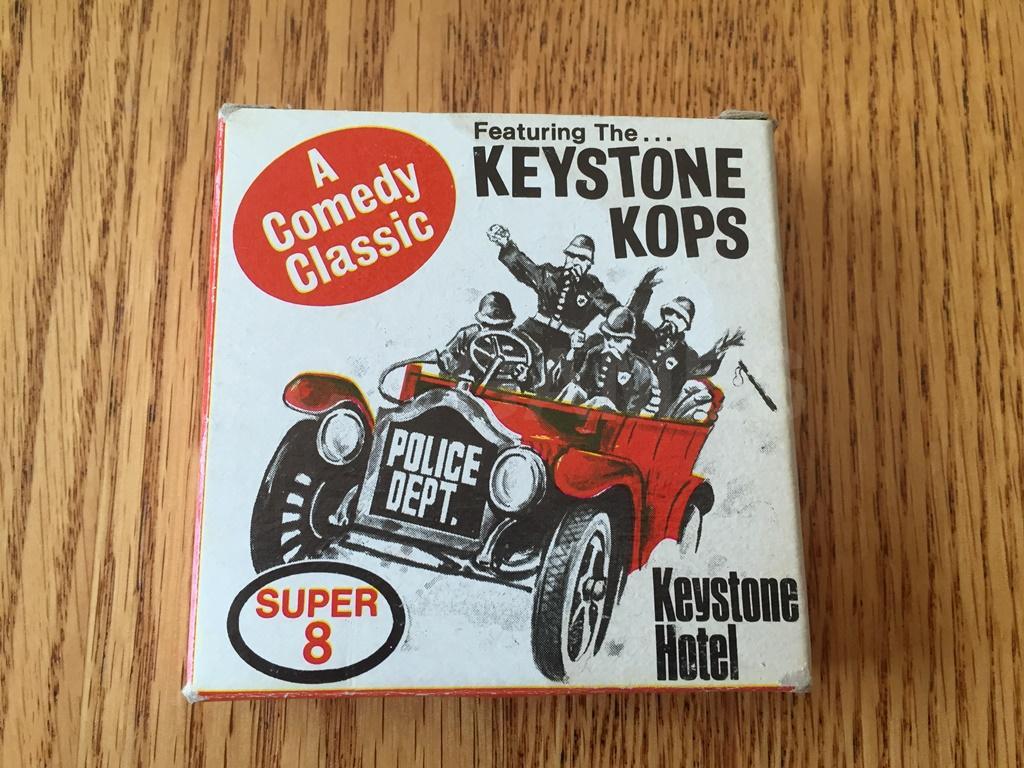 A
Comedy
Classic
Featuring The...
KEYSTONE
KOPS
POLICE
DEPT.
SUPER
8
Keystone
Hotel